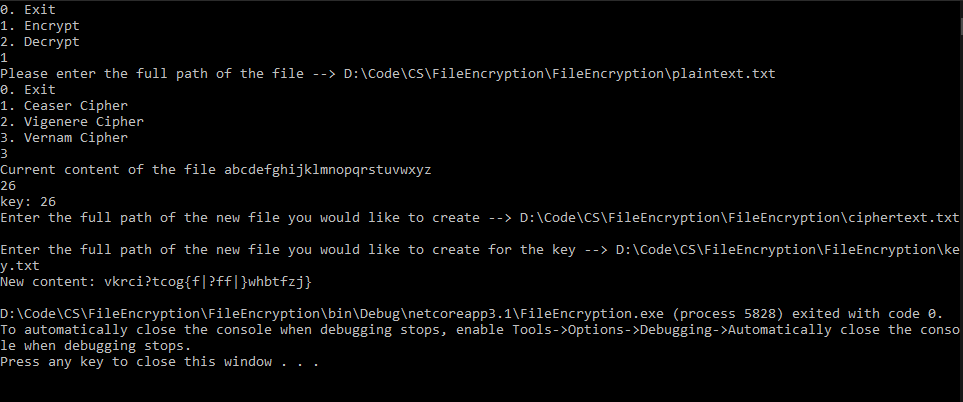 0. Exit
1. Encrypt
2. Decrypt
1
Please enter the full path of the file --> D:\Code\CS\FileEncryption\FileEncryption\plaintext.txt
0. Exit
1. Ceaser Cipher
2. Vigenere Cipher
3. Vernam Cipher
3
Current content of the file abcdefghijklmnopqrstuvwxyz
26
key: 26
Enter the full path of the new file you would like to create --> D:\Code\CS\FileEncryption\FileEncryption\ciphertext.txt
Enter the full path of the new file you would like to create for the key --> D:\Code\CS\FileEncryption\FileEncryption\ke
y.txt
New content: vkrci?tcog{f|?ff|}whbtfzj}
D:\Code\CS\FileEncryption\FileEncryption\bin\Debug\netcoreapp3.1\FileEncryption.exe (process 5828) exited with code 0.
To automatically close the console when debugging stops, enable Tools->Options->Debugging->Automatically close the conso
le when debugging stops.
Press any key to close this window . . .